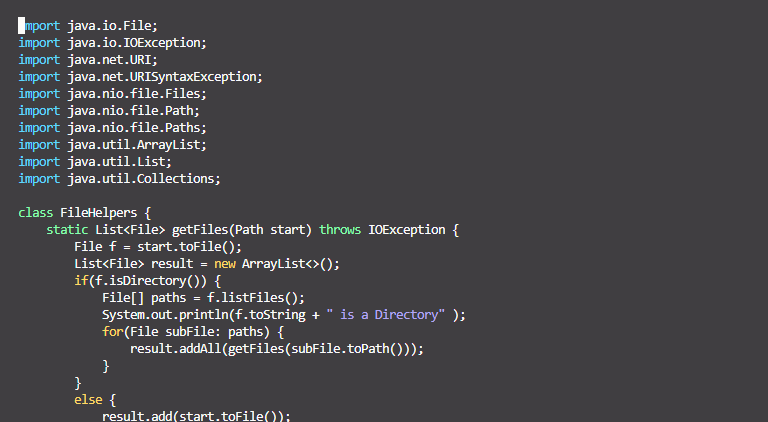 import java.io.File;
import java.io.IOException;
import java.net.URI;
import java.net.URISyntaxException;
import java.nio.file.Files;
import java.nio.file.Path;
import java.nio.file.Paths;
import java.util.ArrayList;
import java.util.List;
import java.util.Collections;

class FileHelpers {
    static List<File> getFiles(Path start) throws IOException {
        File f = start.toFile();
        List<File> result = new ArrayList<>();
        if(f.isDirectory()) {
            File[] paths = f.listFiles();
            System.out.println(f.toString + " is a Directory" );
            for(File subFile: paths) {
                result.addAll(getFiles(subFile.toPath()));
            }
        }
        else {
            result.add(start.toFile());